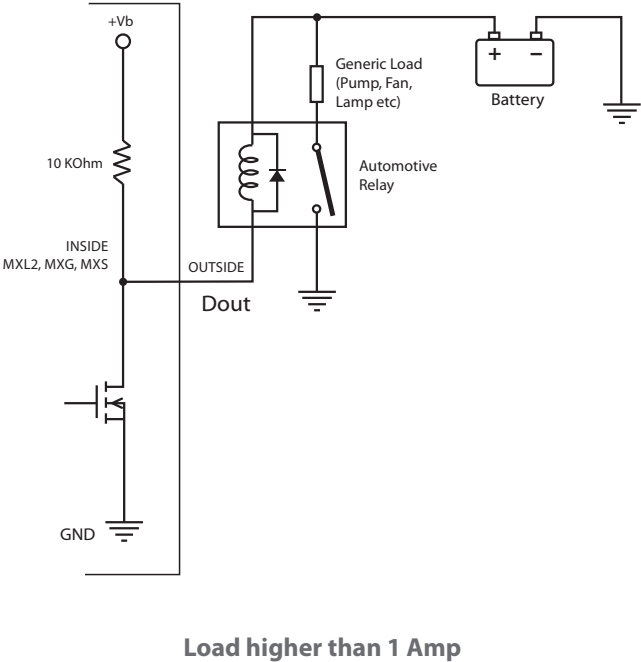 +Vb
Generic Load
(Pump, Fan,
Lamp etc)
+
−
Battery
10 KOhm
Automotive
Relay
INSIDE
MXL2, MXG, MXS
OUTSIDE
Dout
GND
Load higher than 1 Amp